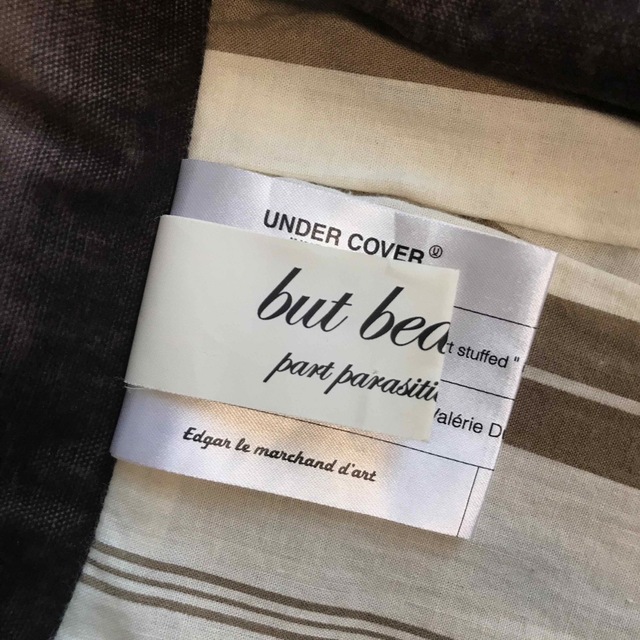 UNDER COVER Ⓤ
but bea
part parasiti
t stuffed "
Valérie D
Edgar le marchand d'art